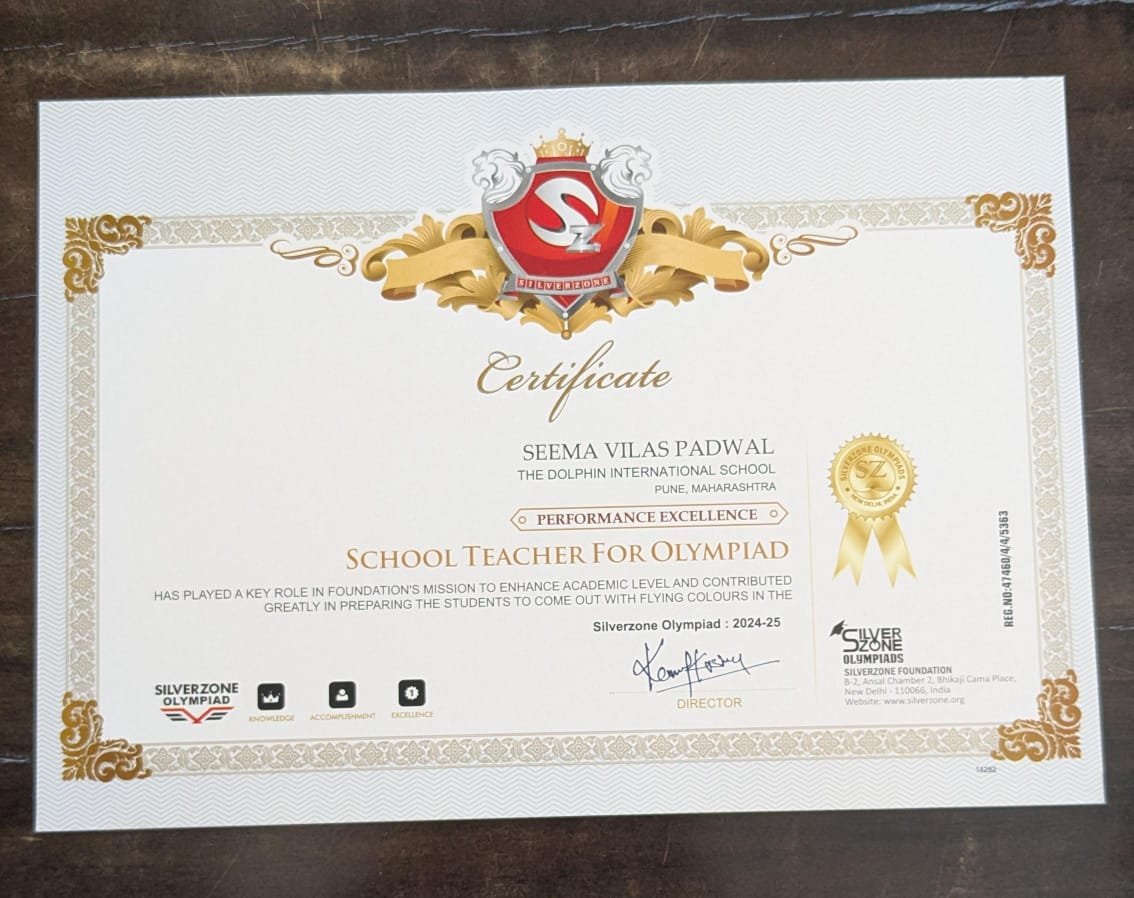 SZ
SILVERZONE
Certificate
SEEMA VILAS PADWAL
THE DOLPHIN INTERNATIONAL SCHOOL
PUNE, MAHARASHTRA
PERFORMANCE EXCELLENCE
SCHOOL TEACHER FOR OLYMPIAD
HAS PLAYED A KEY ROLE IN FOUNDATION'S MISSION TO ENHANCE ACADEMIC LEVEL AND CONTRIBUTED
GREATLY IN PREPARING THE STUDENTS TO COME OUT WITH FLYING COLOURS IN THE
Silverzone Olympiad : 2024-25
DIRECTOR
SILVERZONE
OLYMPIAD
KNOWLEDGE
ACCOMPLISHMENT
EXCELLENCE
SILVERZONE OLYMPIADS
SZ
NEW DELHI, INDIA
REG.NO:47460/4/4/5363
SILVER
ZONE
OLYMPIADS
SILVERZONE FOUNDATION
B-2, Ansal Chamber 2, Bhikaji Cama Place,
New Delhi - 110066, India
Website: www.silverzone.org
14282